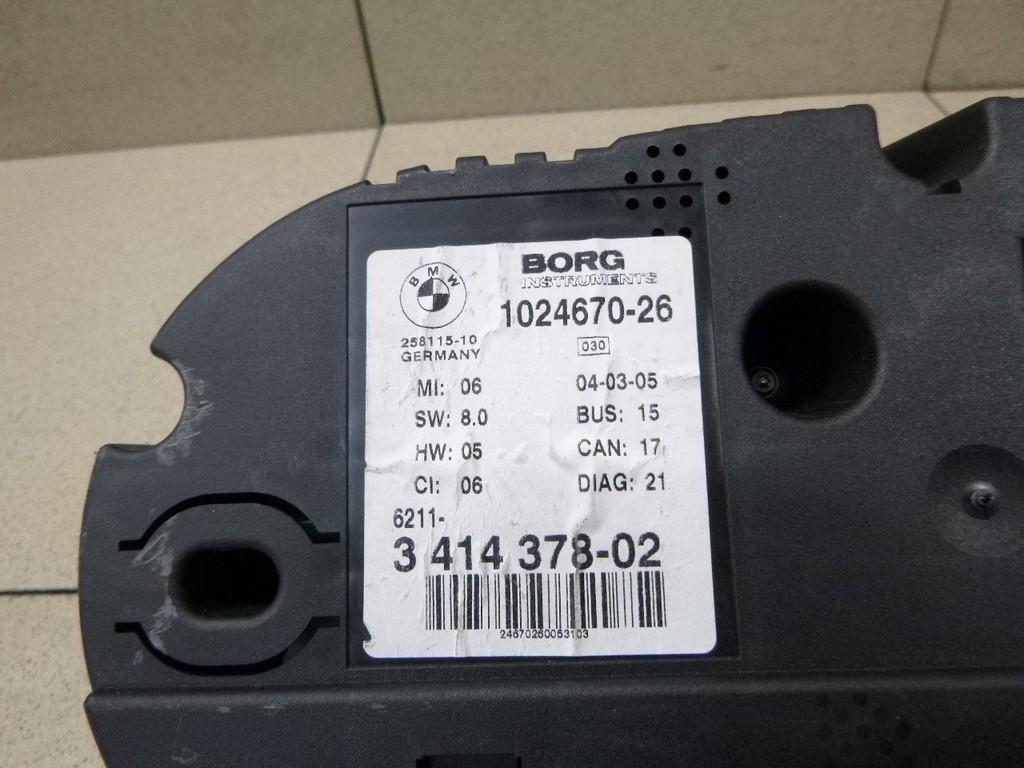 BMW
BORG
INSTRUMENTS
1024670-26
258115-10
GERMANY
030
MI: 06 04-03-05
SW: 8.0 BUS: 15
HW: 05 CAN: 17
CI: 06 DIAG: 21
6211-
3 414 378-02
24670260053103